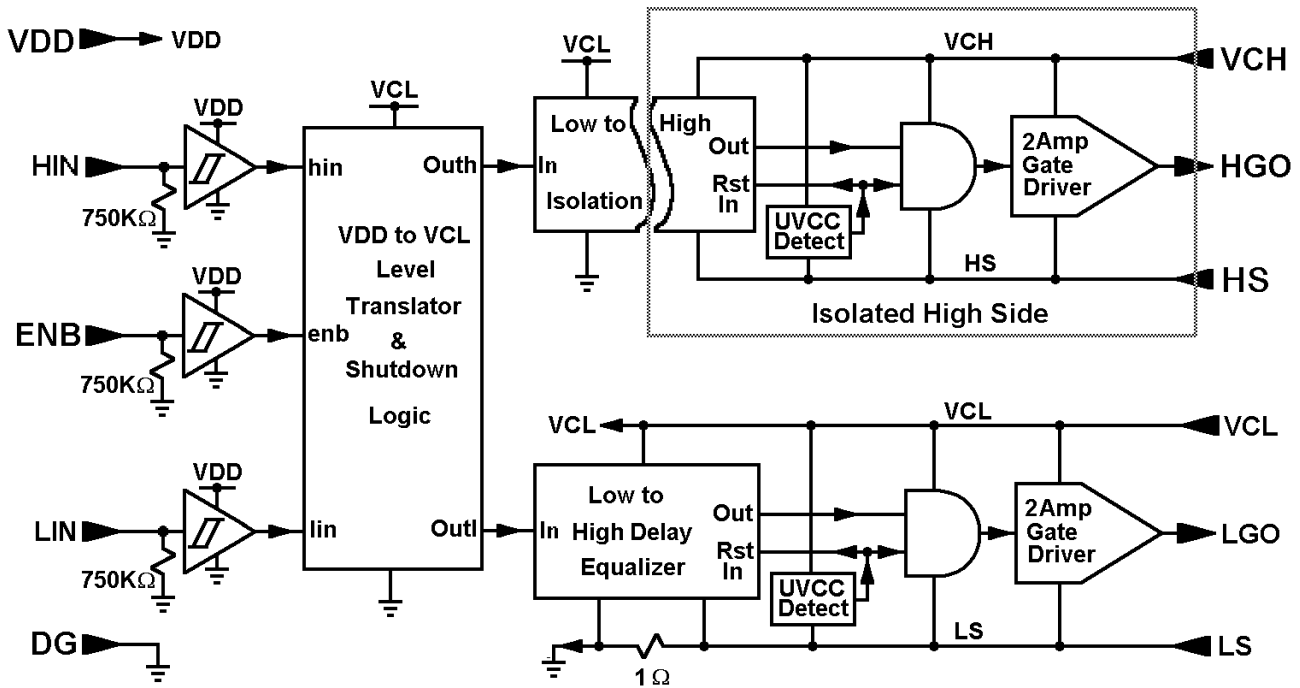 VDD
VDD
VDD
HIN
750KΩ
VDD
ENB
750KΩ
VDD
LIN
750KΩ
DG
VCL
hin
Outh
VDD to VCL
Level
Translator
&
Shutdown
Logic
enb
lin
Outl
VCL
Low to
High
In
Isolation
Out
Rst
In
VCH
UVCC
Detect
HS
2Amp
Gate
Driver
VCH
HGO
HS
Isolated High Side
VCL
VCL
VCL
Low to
High Delay
Equalizer
In
Out
Rst
In
UVCC
Detect
2Amp
Gate
Driver
LGO
LS
LS
1Ω